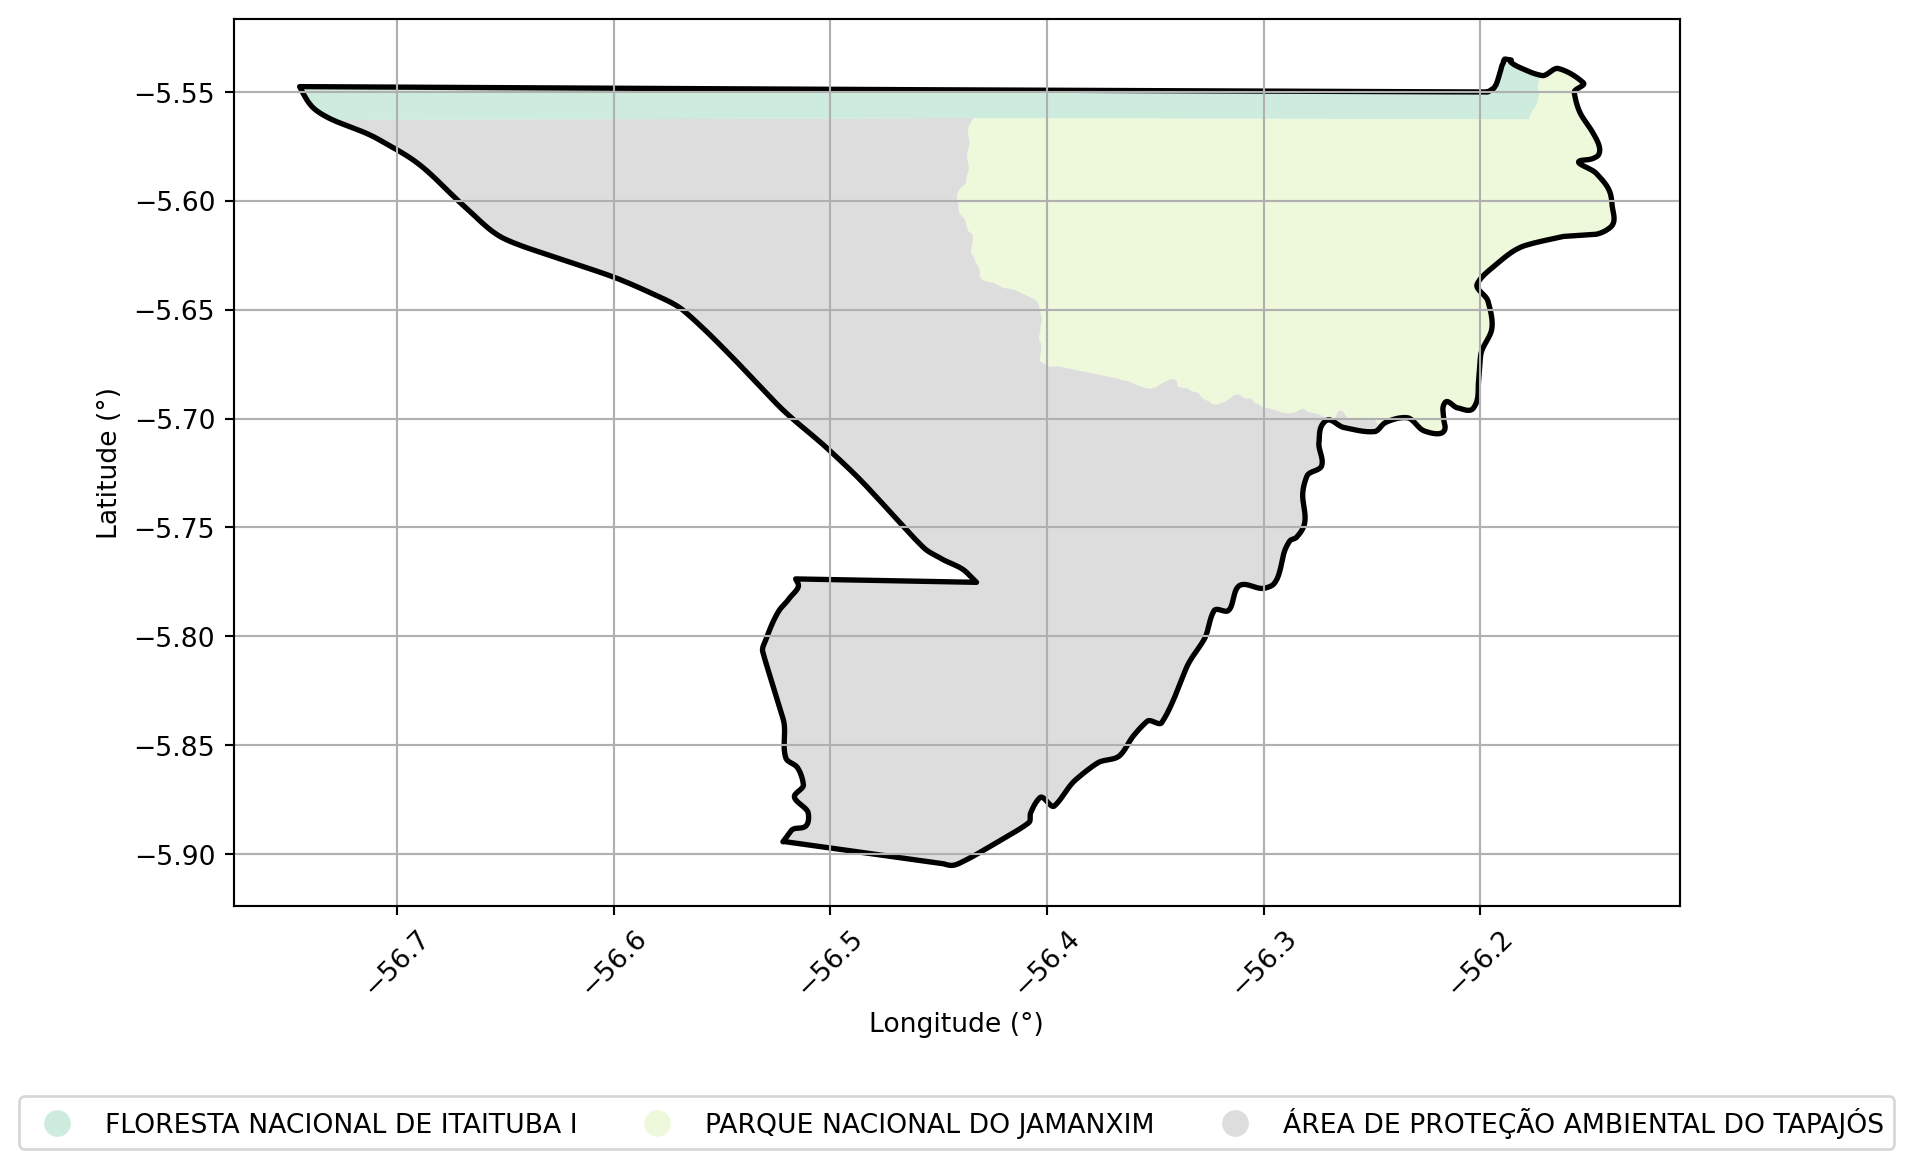 −5.55
−5.60
−5.65
−5.70
−5.75
−5.80
−5.85
−5.90
Latitude (°)
−56.7
−56.6
−56.5
−56.4
−56.3
−56.2
Longitude (°)
FLORESTA NACIONAL DE ITAITUBA I
PARQUE NACIONAL DO JAMANXIM
ÁREA DE PROTEÇÃO AMBIENTAL DO TAPAJÓS